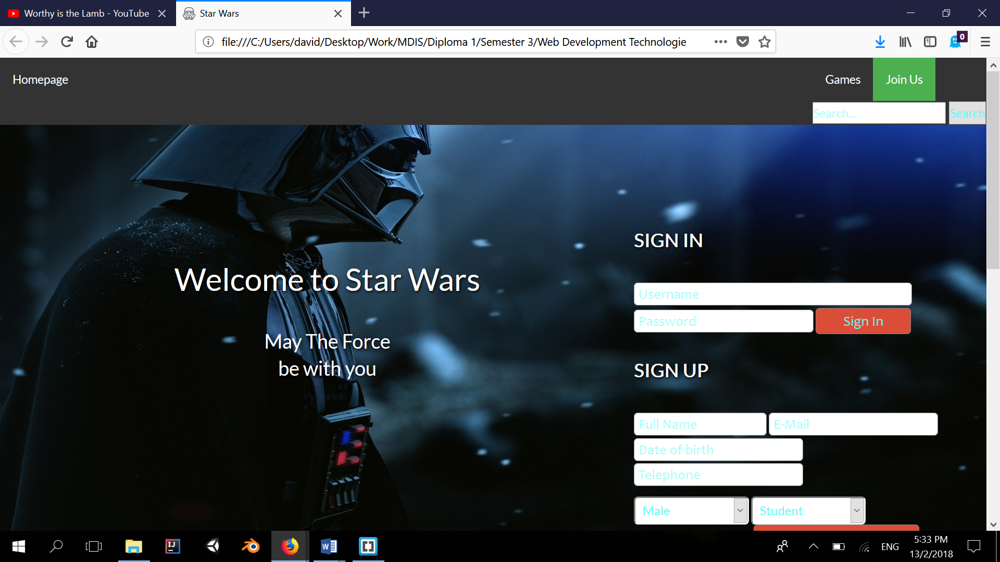 Worthy is the Lamb - YouTube
Star Wars
file:///C:/Users/david/Desktop/Work/MDIS/Diploma 1/Semester 3/Web Development Technologie
0
Homepage
Games
Join Us
Search...
Search
SIGN IN
Welcome to Star Wars
Username
Password
Sign In
May The Force
be with you
SIGN UP
Full Name
E-Mail
Date of birth
Telephone
Male
Student
IJ
W
ENG
5:33 PM
13/2/2018